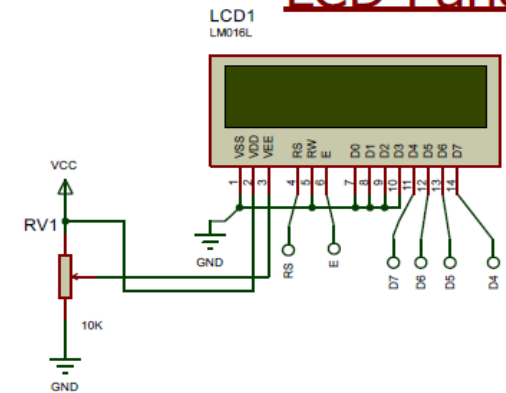 LCD1
LM016L
VSS VDD VEE RS RW E D0 D1 D2 D3 D4 D5 D6 D7
1 2 3 4 5 6 7 8 9 10 11 12 13 14
VCC
RV1
GND
RS
E
D7
D6
D5
D4
10K
GND